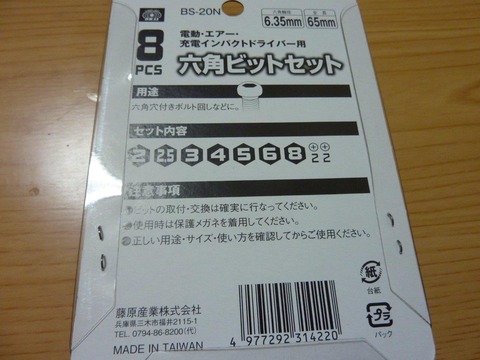 BS-20N
六角軸径
6.35mm
全長
65mm
8
PCS
電動・エアー・
充電インパクトドライバー用
六角ビットセット
用途
六角穴付きボルト回しなどに。
セット内容
2 2.5 3 4 5 6 8 ⊕2 ⊕2
注意事項
●ビットの取付・交換は確実に行なってください。
●使用時は保護メガネを着用してください。
●正しい用途・サイズ・使い方を確認してからご使用ください。
藤原産業株式会社
兵庫県三木市福井2115-1
TEL. 0794-86-8200(代)
MADE IN TAIWAN
4 977292 314220
紙
台紙
プラ
パック